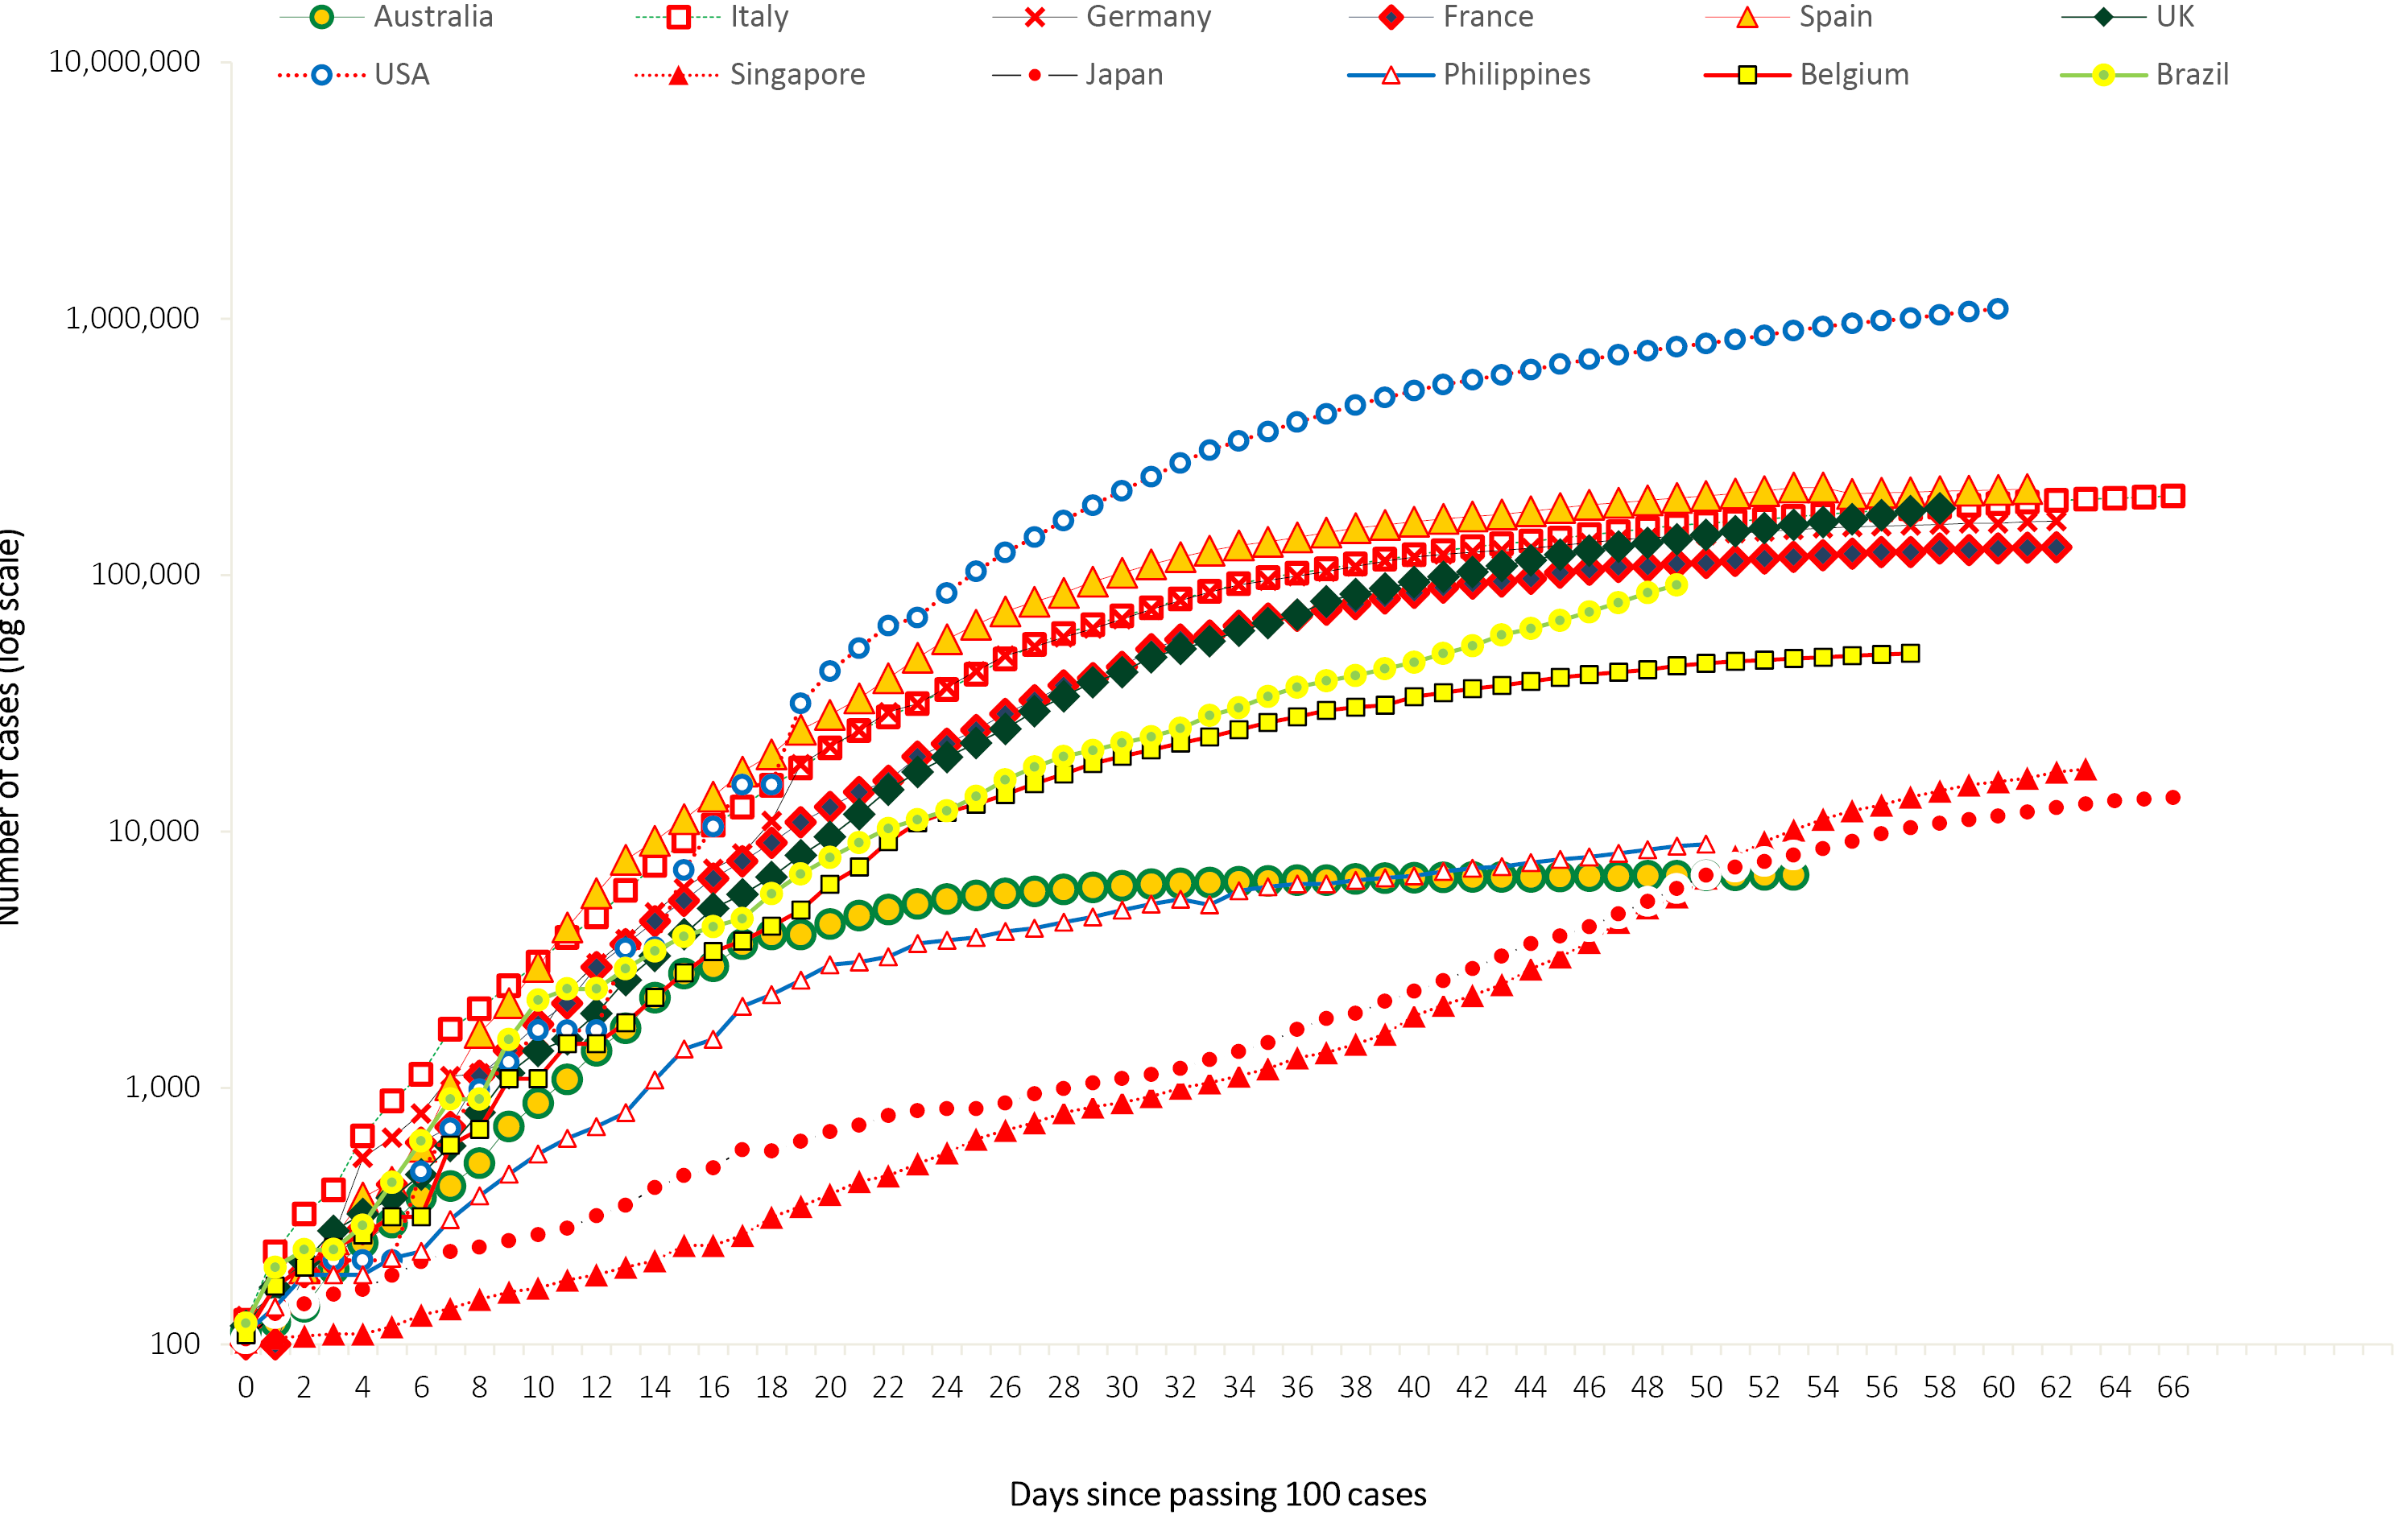 Australia Italy Germany France Spain UK
10,000,000
USA Singapore Japan Philippines Belgium Brazil
1,000,000
100,000
10,000
1,000
100
Number of cases (log scale)
0 2 4 6 8 10 12 14 16 18 20 22 24 26 28 30 32 34 36 38 40 42 44 46 48 50 52 54 56 58 60 62 64 66
Days since passing 100 cases